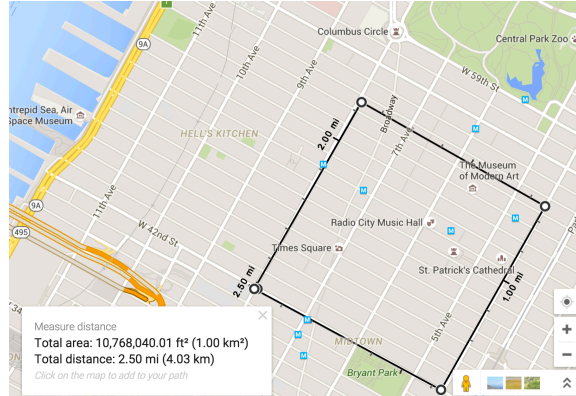 Columbus Circle
Central Park Zoo
11th Ave
10th Ave
9th Ave
W 59th St
9A
ntrepid Sea, Air
Space Museum
HELL'S KITCHEN
2.00 mi
Broadway
7th Ave
The Museum
of Modern Art
11th Ave
9A
495
W 42nd St
Radio City Music Hall
Times Square
St. Patrick's Cathedral
2.50 mi
1.00 mi
Pa
W 34
5th Ave
MIDTOWN
Bryant Park
Measure distance
Total area: 10,768,040.01 ft² (1.00 km²)
Total distance: 2.50 mi (4.03 km)
Click on the map to add to your path